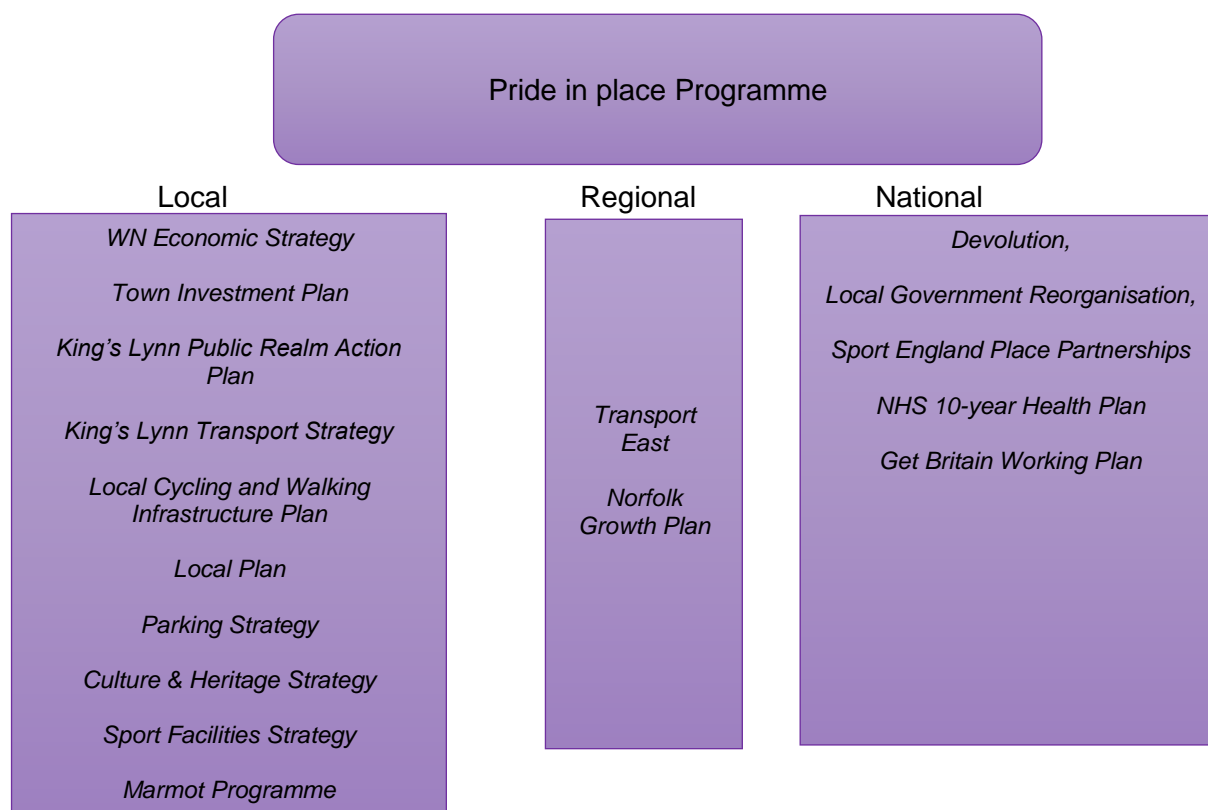 Pride in place Programme
Local
WN Economic Strategy
Town Investment Plan
King's Lynn Public Realm Action
Plan
King's Lynn Transport Strategy
Local Cycling and Walking
Infrastructure Plan
Local Plan
Parking Strategy
Culture & Heritage Strategy
Sport Facilities Strategy
Marmot Programme
Regional
Transport
East
Norfolk
Growth Plan
National
Devolution,
Local Government Reorganisation,
Sport England Place Partnerships
NHS 10-year Health Plan
Get Britain Working Plan